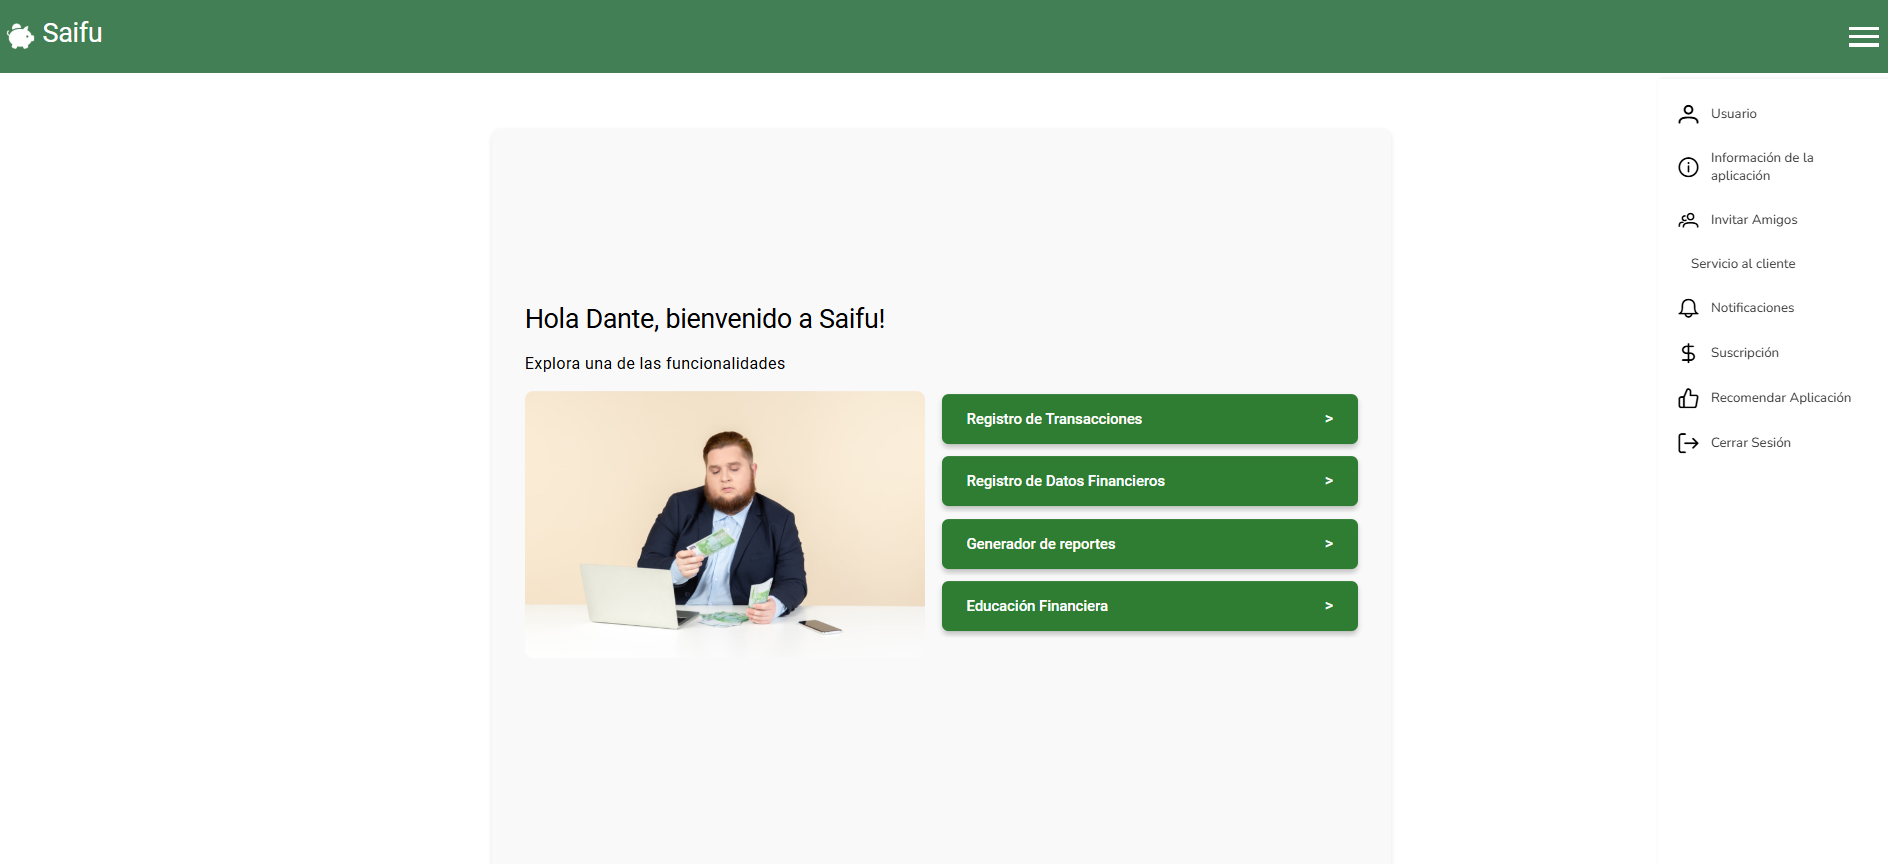 Saifu
Usuario
Información de la
aplicación
Invitar Amigos
Servicio al cliente
Notificaciones
Suscripción
Recomendar Aplicación
Cerrar Sesión
Hola Dante, bienvenido a Saifu!
Explora una de las funcionalidades
Registro de Transacciones >
Registro de Datos Financieros >
Generador de reportes >
Educación Financiera >